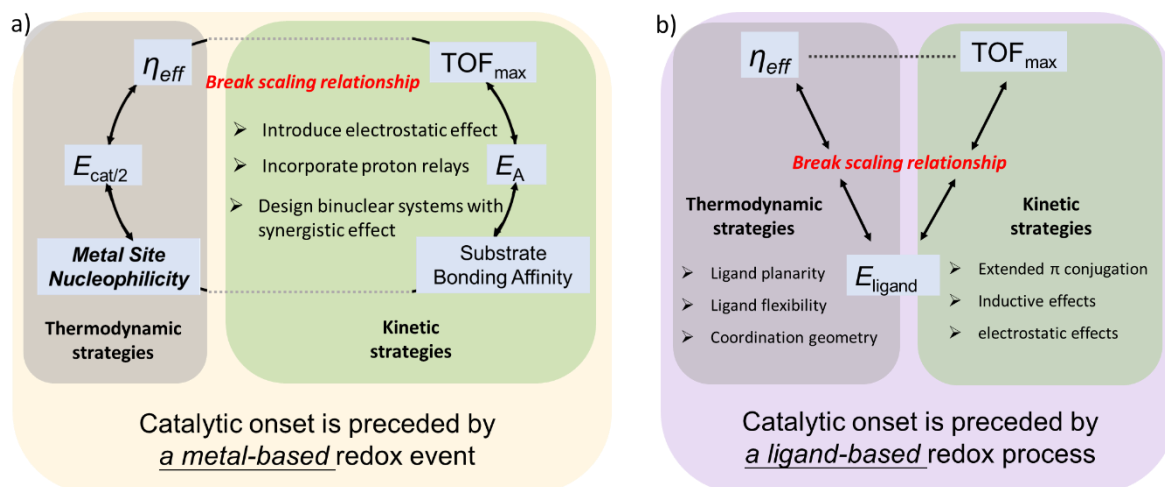 a)
η_eff
TOF_max
Break scaling relationship
➢ Introduce electrostatic effect
➢ Incorporate proton relays
➢ Design binuclear systems with
synergistic effect
E_cat/2
E_A
Metal Site
Nucleophilicity
Substrate
Bonding Affinity
Thermodynamic
strategies
Kinetic
strategies
Catalytic onset is preceded by
a metal-based redox event
b)
η_eff
TOF_max
Break scaling relationship
Thermodynamic
strategies
➢ Ligand planarity
➢ Ligand flexibility
➢ Coordination geometry
E_ligand
Kinetic
strategies
➢ Extended π conjugation
➢ Inductive effects
➢ electrostatic effects
Catalytic onset is preceded by
a ligand-based redox process